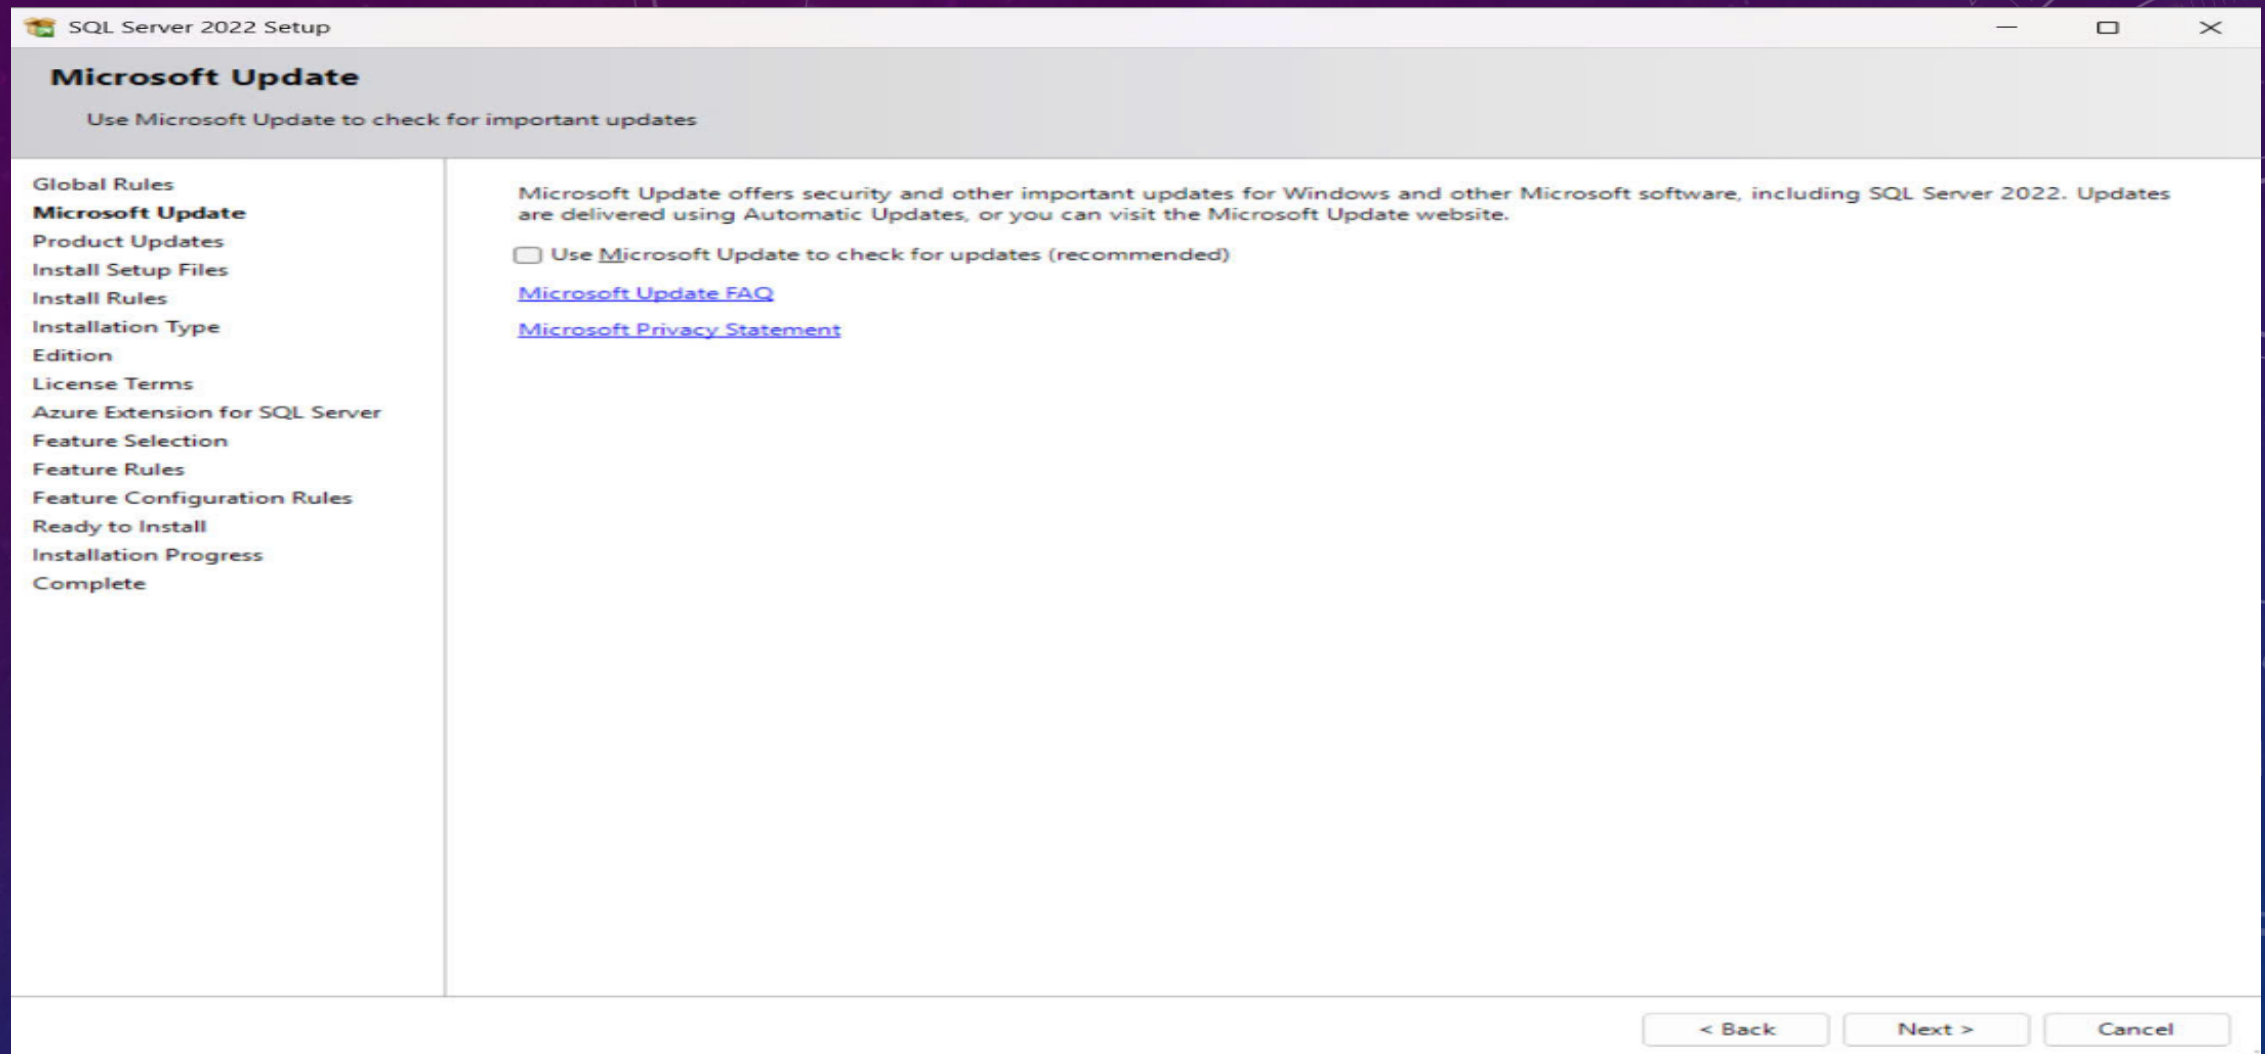 SQL Server 2022 Setup
Microsoft Update
Use Microsoft Update to check for important updates
Global Rules
Microsoft Update
Product Updates
Install Setup Files
Install Rules
Installation Type
Edition
License Terms
Azure Extension for SQL Server
Feature Selection
Feature Rules
Feature Configuration Rules
Ready to Install
Installation Progress
Complete
Microsoft Update offers security and other important updates for Windows and other Microsoft software, including SQL Server 2022. Updates
are delivered using Automatic Updates, or you can visit the Microsoft Update website.
Use Microsoft Update to check for updates (recommended)
Microsoft Update FAQ
Microsoft Privacy Statement
< Back
Next >
Cancel